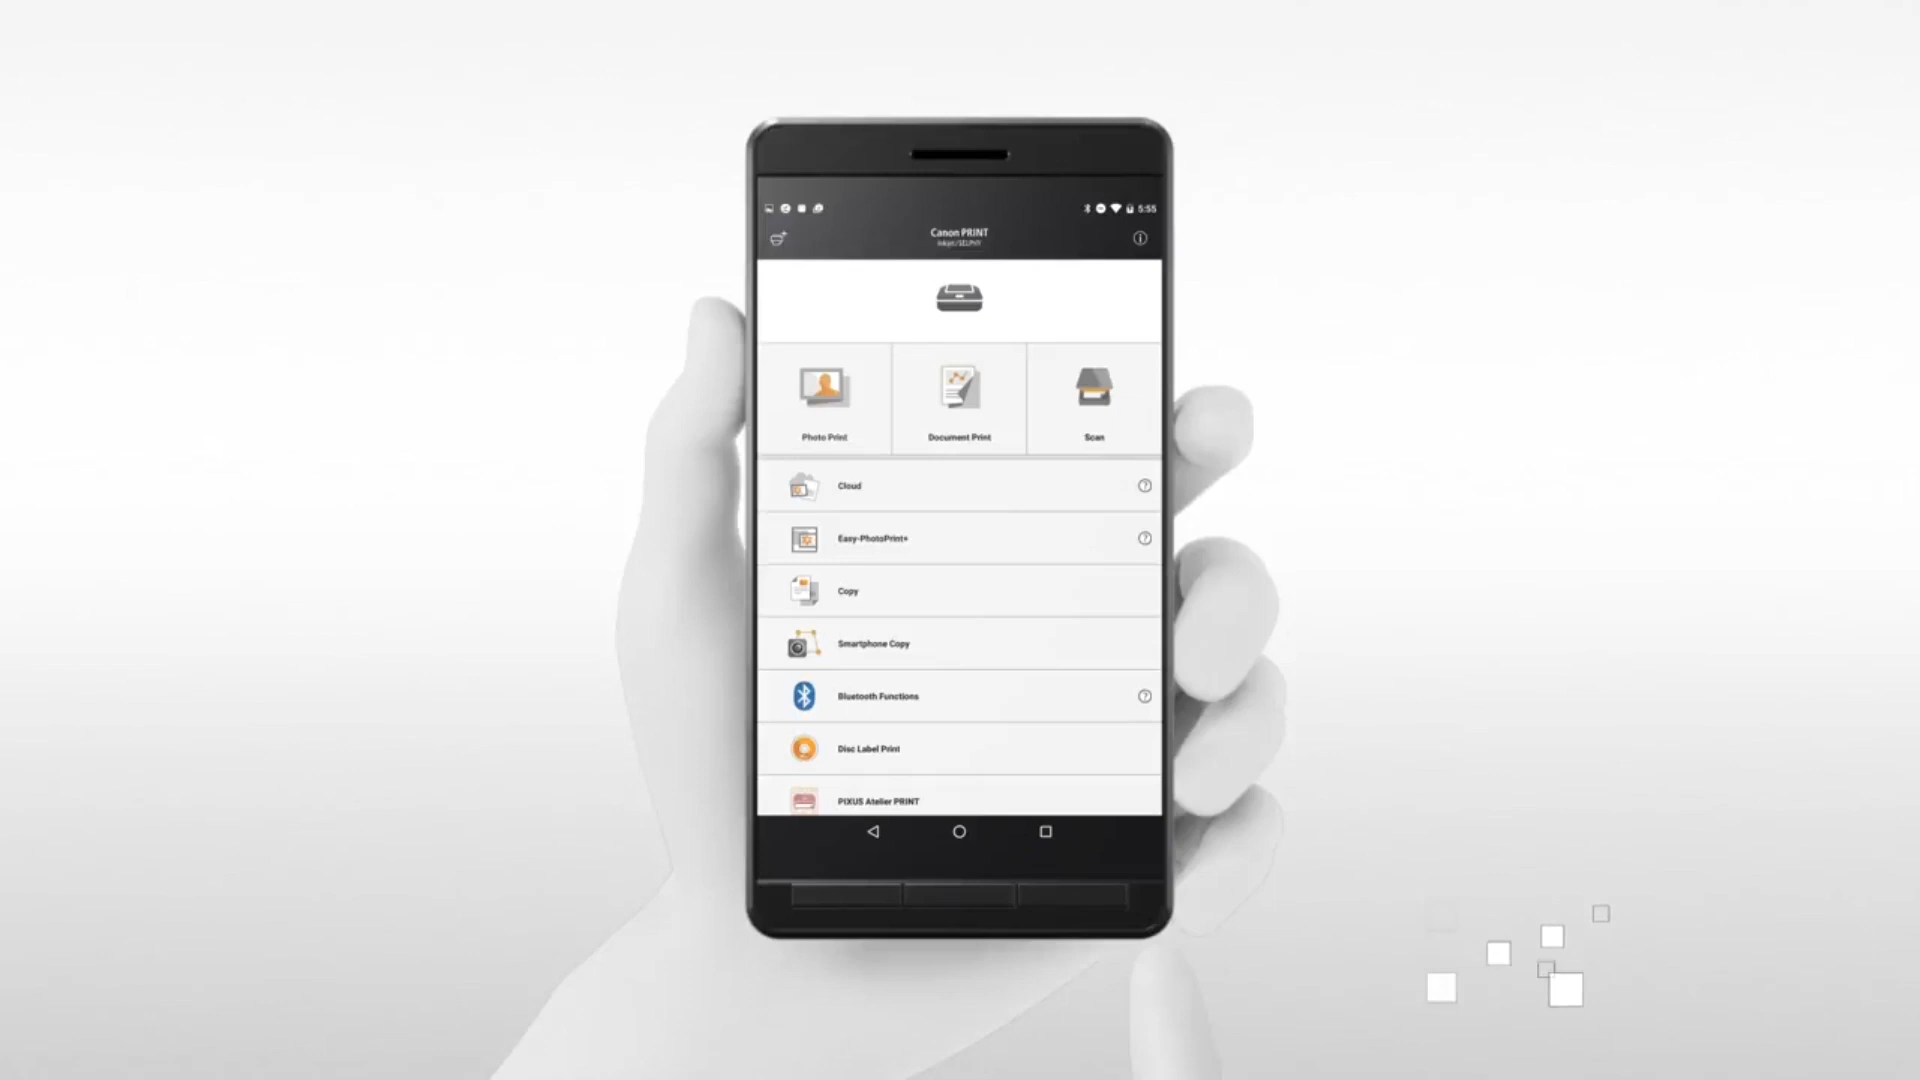 5:55
Canon PRINT
Inkjet/SELPHY
Photo Print
Document Print
Scan
Cloud
Easy-PhotoPrint+
Copy
Smartphone Copy
Bluetooth Functions
Disc Label Print
PIXUS Atelier PRINT